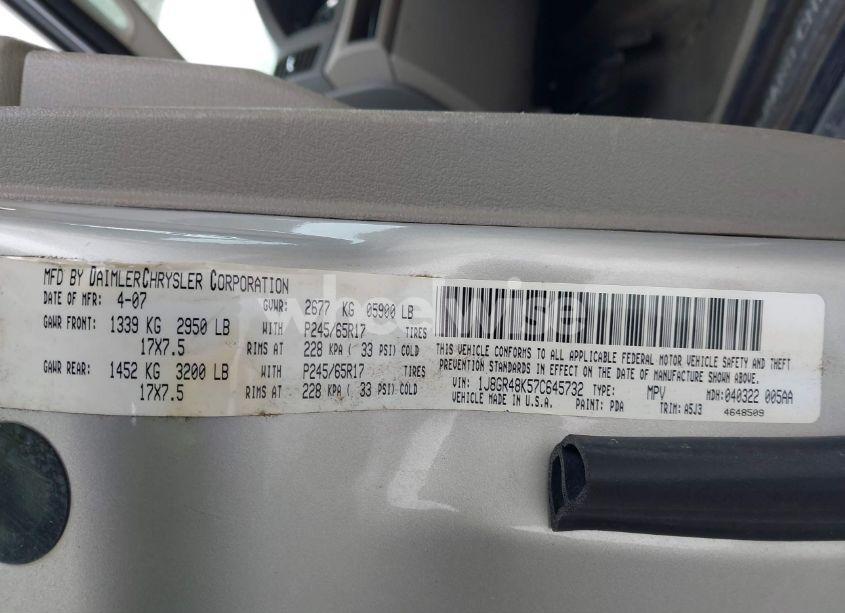 MFD BY DAIMLERCHRYSLER CORPORATION
DATE OF MFR: 4-07 GVWR: 2677 KG 05900 LB
GAWR FRONT: 1339 KG 2950 LB WITH P245/65R17 TIRES
17X7.5 RIMS AT 228 KPA ( 33 PSI) COLD
GAWR REAR: 1452 KG 3200 LB WITH P245/65R17 TIRES
17X7.5 RIMS AT 228 KPA ( 33 PSI) COLD
THIS VEHICLE CONFORMS TO ALL APPLICABLE FEDERAL MOTOR VEHICLE SAFETY AND THEFT
PREVENTION STANDARDS IN EFFECT ON THE DATE OF MANUFACTURE SHOWN ABOVE.
VIN: 1J8GR48K57C645732 TYPE: MPV MDH: 040322 005AA
VEHICLE MADE IN U.S.A. PAINT: PDA TRIM: A5J3 4648509
wheelwise